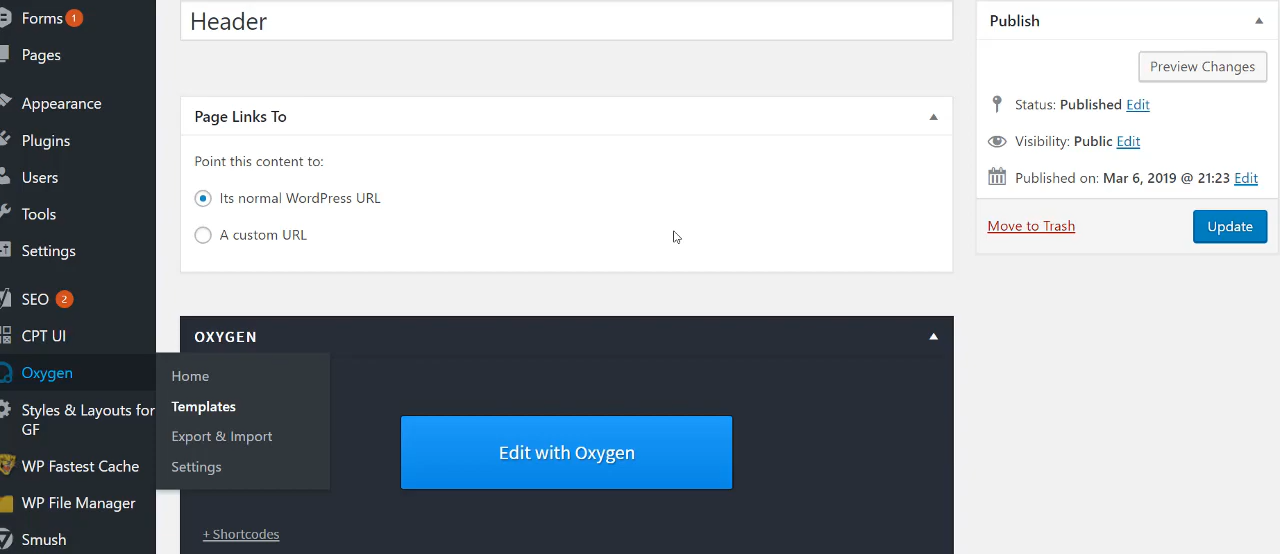 Forms 1
Pages
Appearance
Plugins
Users
Tools
Settings
SEO 2
CPT UI
Oxygen
Styles & Layouts for
GF
WP Fastest Cache
WP File Manager
Smush
Home
Templates
Export & Import
Settings
Header
Page Links To
Point this content to:
Its normal WordPress URL
A custom URL
OXYGEN
Edit with Oxygen
+ Shortcodes
Publish
Preview Changes
Status: Published Edit
Visibility: Public Edit
Published on: Mar 6, 2019 @ 21:23 Edit
Move to Trash
Update